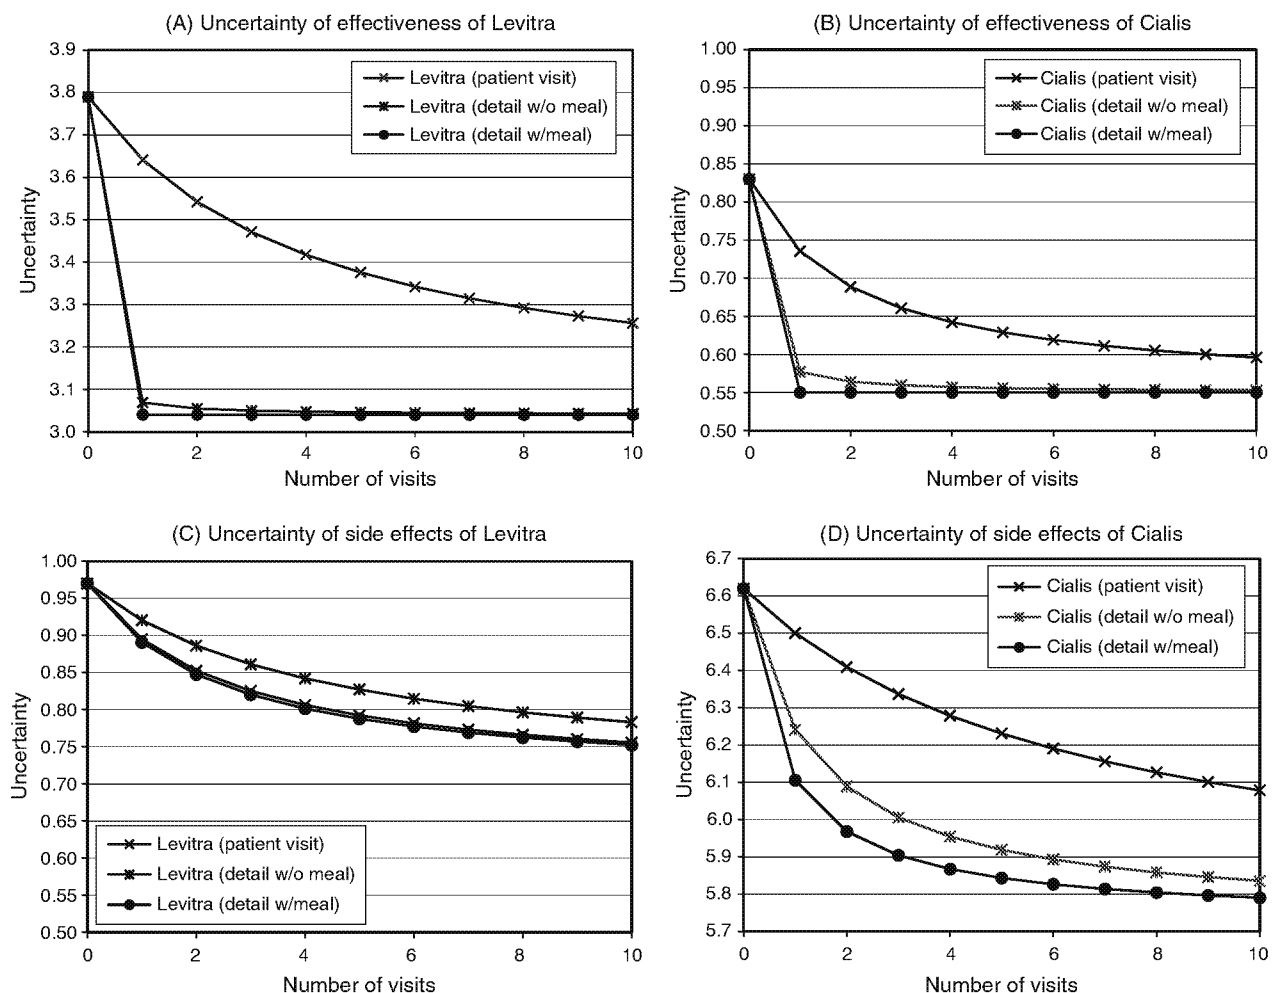 (A) Uncertainty of effectiveness of Levitra
3.9
3.8
3.7
3.6
3.5
3.4
3.3
3.2
3.1
3.0
Uncertainty
Levitra (patient visit)
Levitra (detail w/o meal)
Levitra (detail w/meal)
0 2 4 6 8 10
Number of visits
(B) Uncertainty of effectiveness of Cialis
1.00
0.95
0.90
0.85
0.80
0.75
0.70
0.65
0.60
0.55
0.50
Uncertainty
Cialis (patient visit)
Cialis (detail w/o meal)
Cialis (detail w/meal)
0 2 4 6 8 10
Number of visits
(C) Uncertainty of side effects of Levitra
1.00
0.95
0.90
0.85
0.80
0.75
0.70
0.65
0.60
0.55
0.50
Uncertainty
Levitra (patient visit)
Levitra (detail w/o meal)
Levitra (detail w/meal)
0 2 4 6 8 10
Number of visits
(D) Uncertainty of side effects of Cialis
6.7
6.6
6.5
6.4
6.3
6.2
6.1
6.0
5.9
5.8
5.7
Uncertainty
Cialis (patient visit)
Cialis (detail w/o meal)
Cialis (detail w/meal)
0 2 4 6 8 10
Number of visits